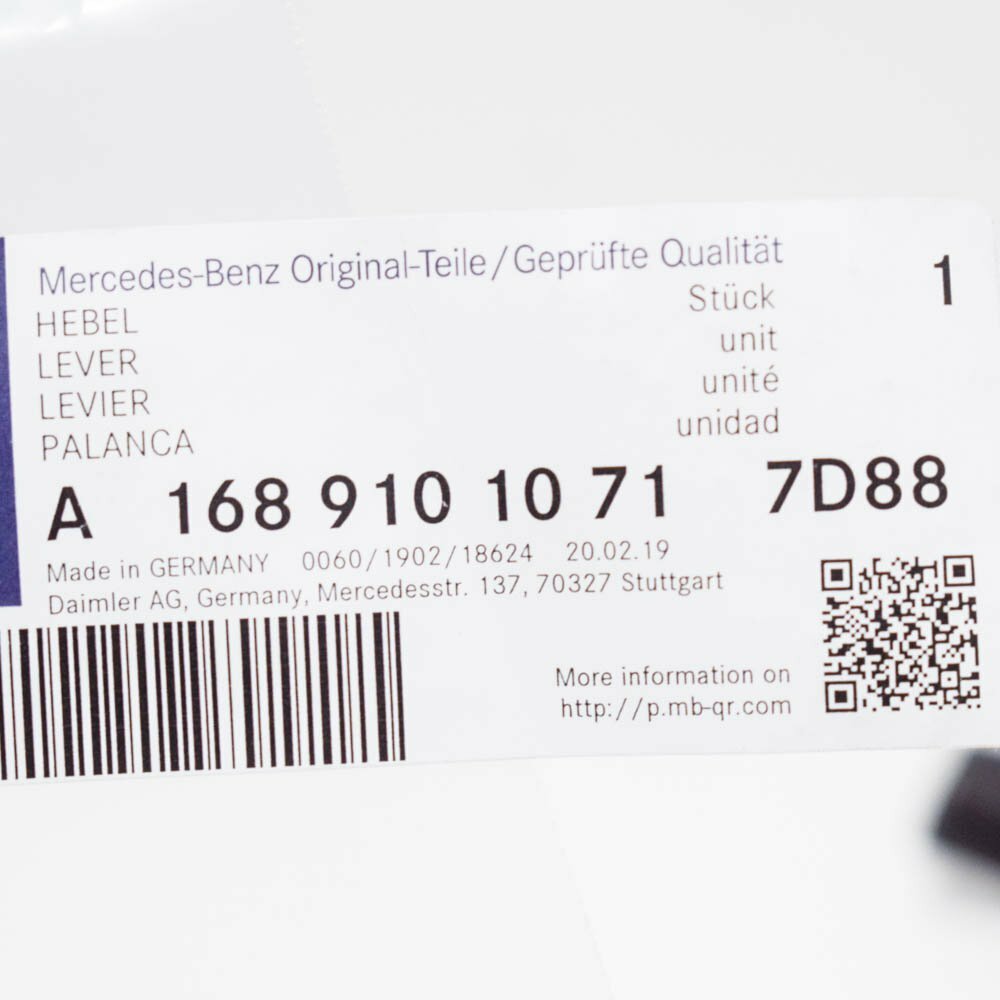 Mercedes-Benz Original-Teile/Geprüfte Qualität
HEBEL Stück 1
LEVER unit
LEVIER unité
PALANCA unidad
A 168 910 10 71 7D88
Made in GERMANY 0060/1902/18624 20.02.19
Daimler AG, Germany, Mercedesstr. 137, 70327 Stuttgart
More information on
http://p.mb-qr.com